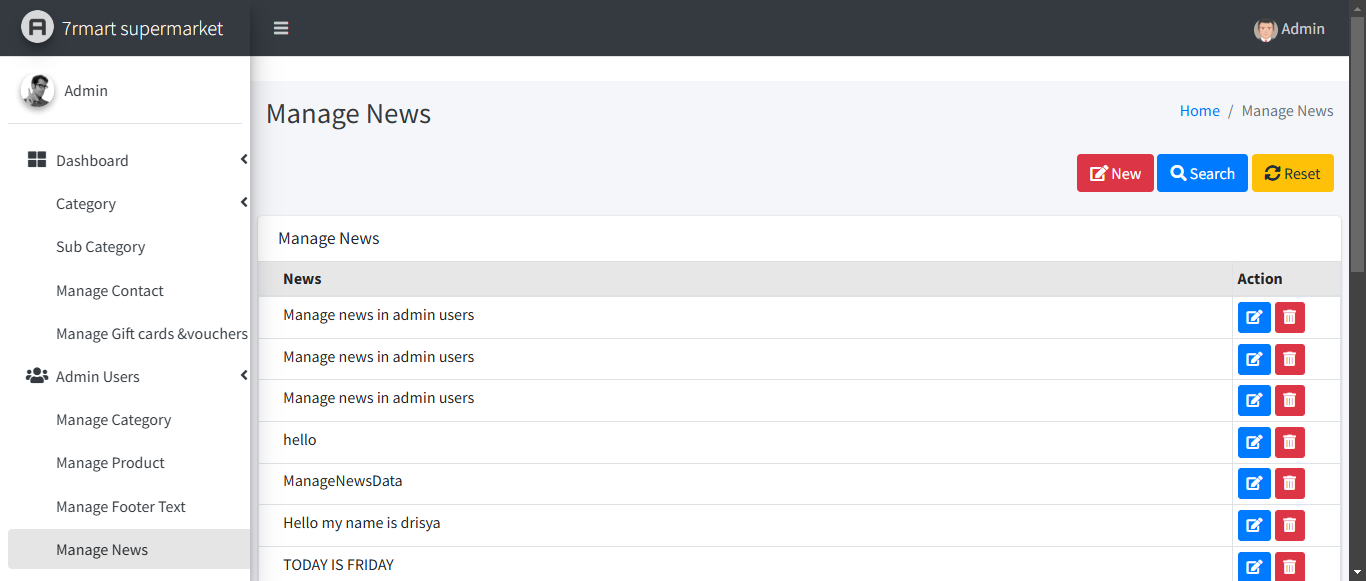 7rmart supermarket
Admin
Admin
Manage News
Home / Manage News
Dashboard
Category
Sub Category
Manage Contact
Manage Gift cards &vouchers
Admin Users
Manage Category
Manage Product
Manage Footer Text
Manage News
New Search Reset
Manage News
News Action
Manage news in admin users
Manage news in admin users
Manage news in admin users
hello
ManageNewsData
Hello my name is drisya
TODAY IS FRIDAY